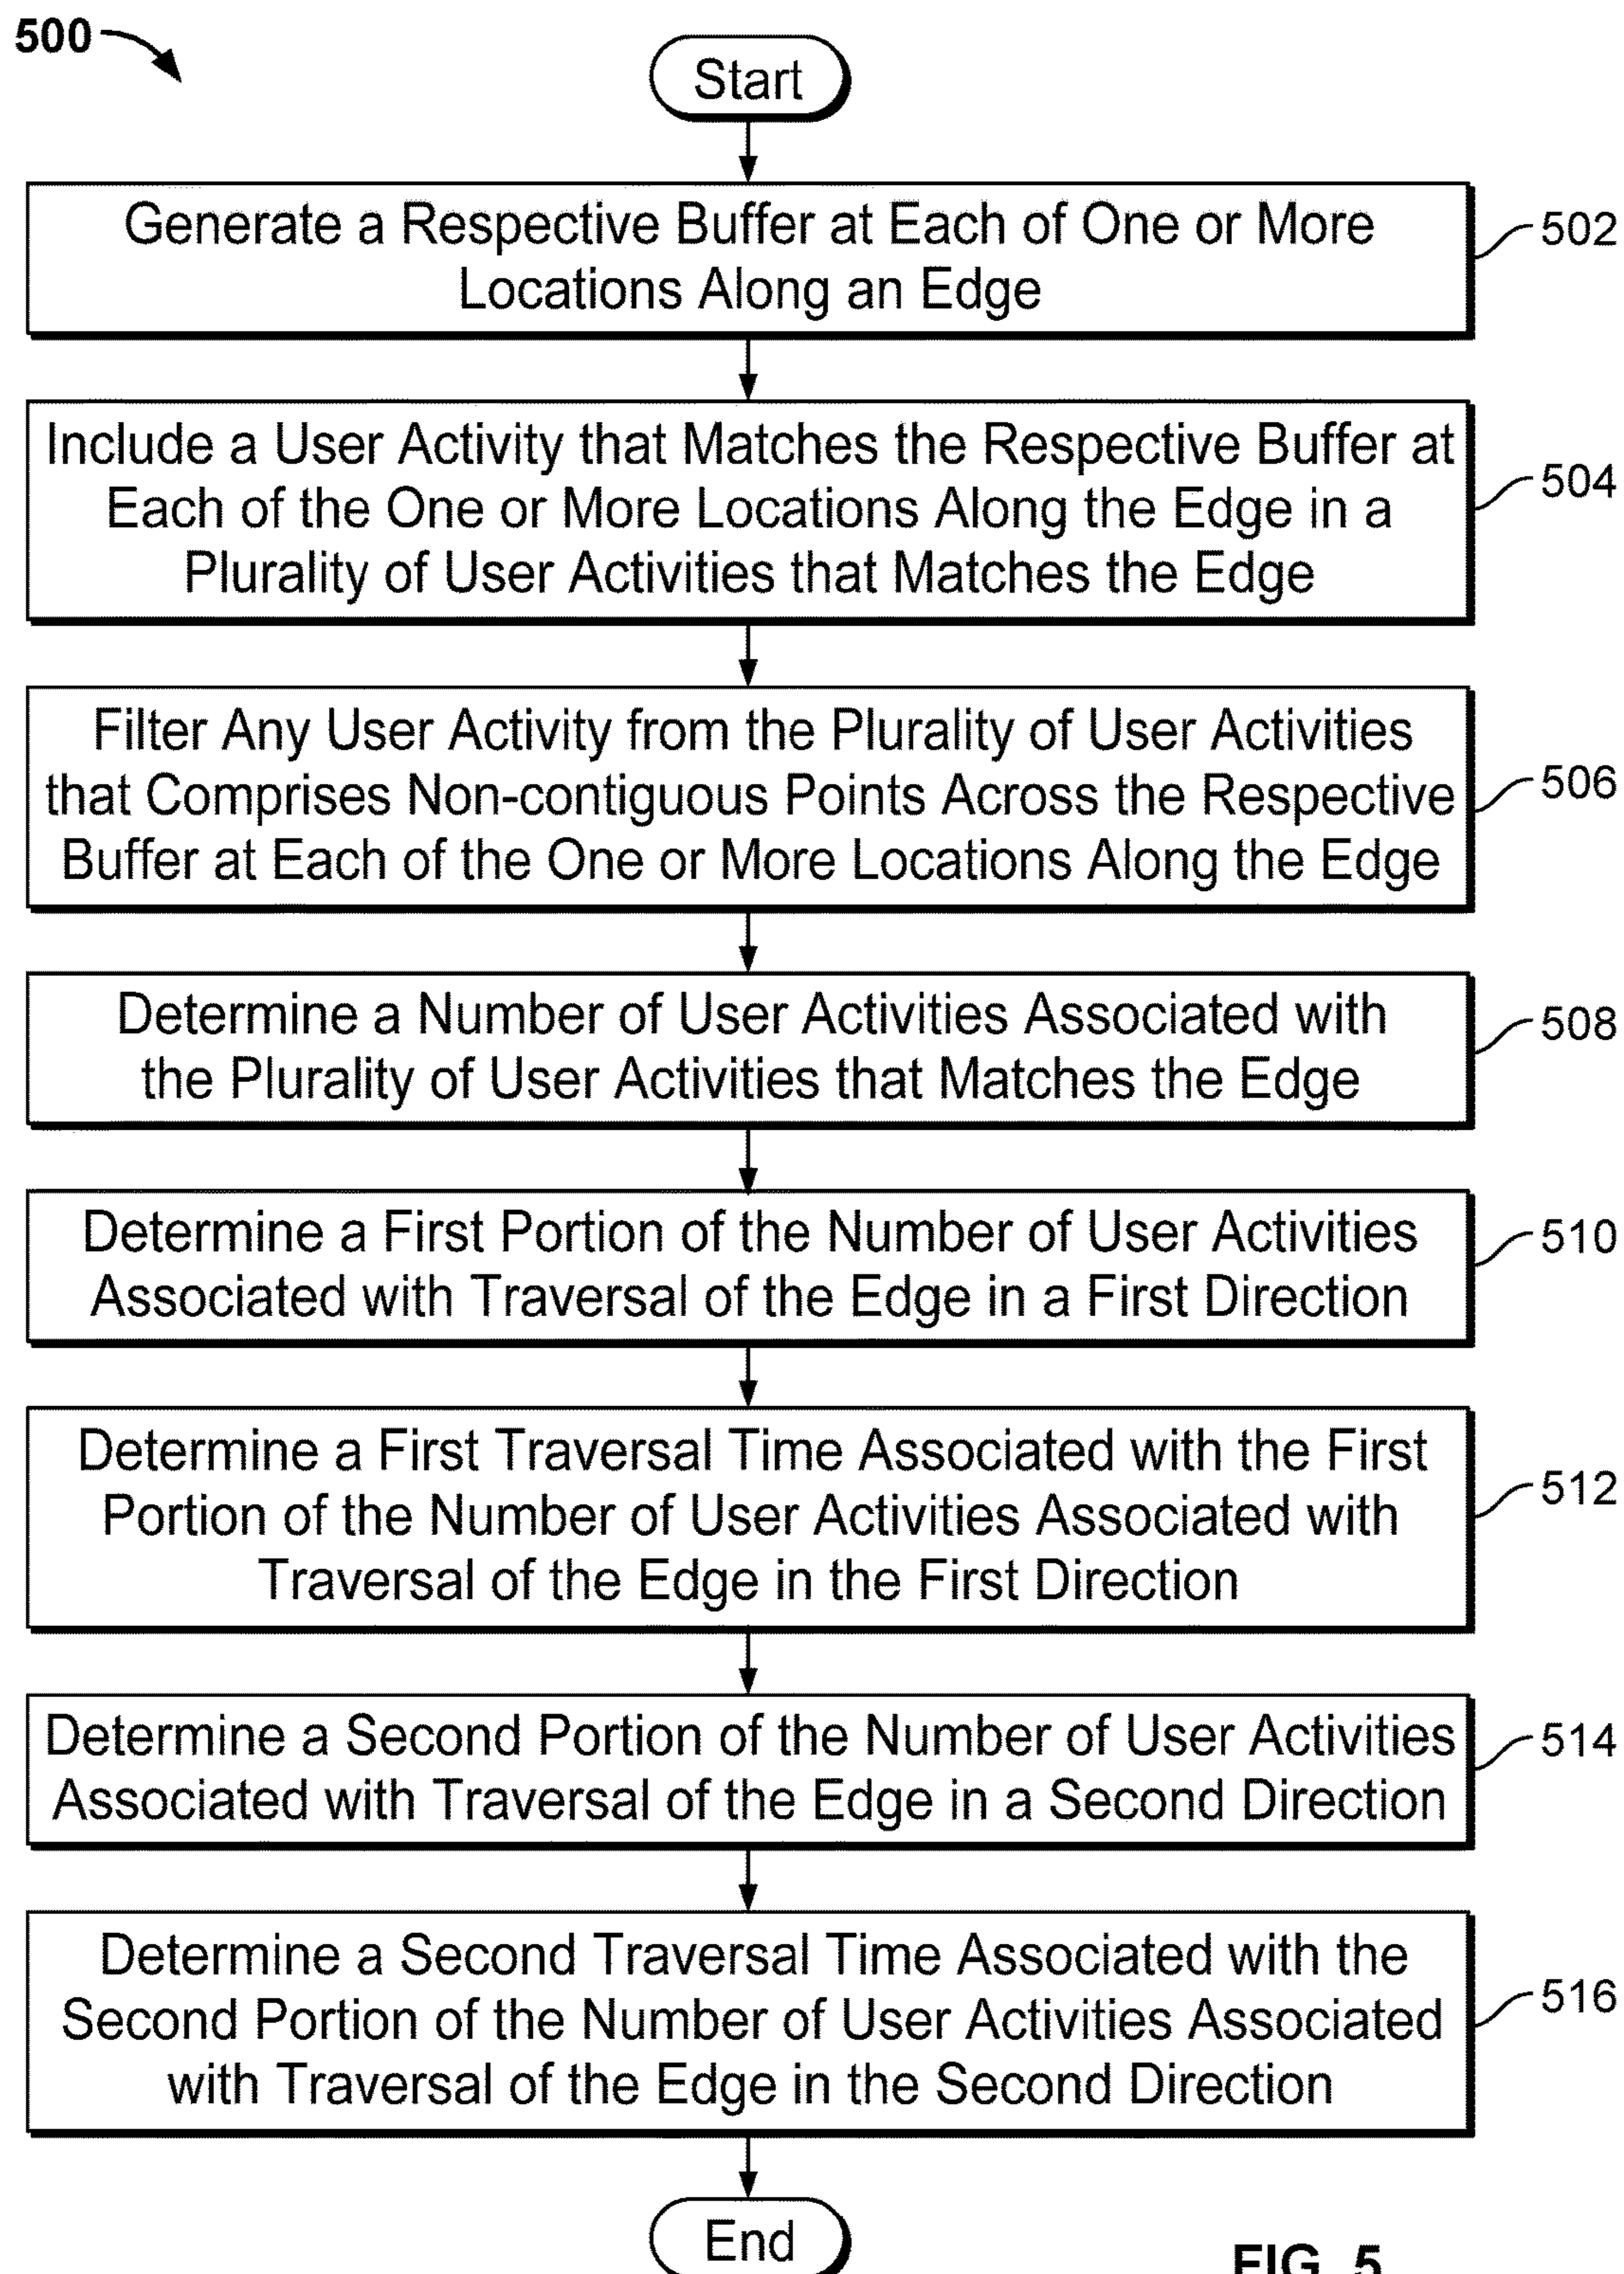 500
Start
Generate a Respective Buffer at Each of One or More
Locations Along an Edge
502
Include a User Activity that Matches the Respective Buffer at
Each of the One or More Locations Along the Edge in a
Plurality of User Activities that Matches the Edge
504
Filter Any User Activity from the Plurality of User Activities
that Comprises Non-contiguous Points Across the Respective
Buffer at Each of the One or More Locations Along the Edge
506
Determine a Number of User Activities Associated with
the Plurality of User Activities that Matches the Edge
508
Determine a First Portion of the Number of User Activities
Associated with Traversal of the Edge in a First Direction
510
Determine a First Traversal Time Associated with the First
Portion of the Number of User Activities Associated with
Traversal of the Edge in the First Direction
512
Determine a Second Portion of the Number of User Activities
Associated with Traversal of the Edge in a Second Direction
514
Determine a Second Traversal Time Associated with the
Second Portion of the Number of User Activities Associated
with Traversal of the Edge in the Second Direction
516
End
FIG. 5